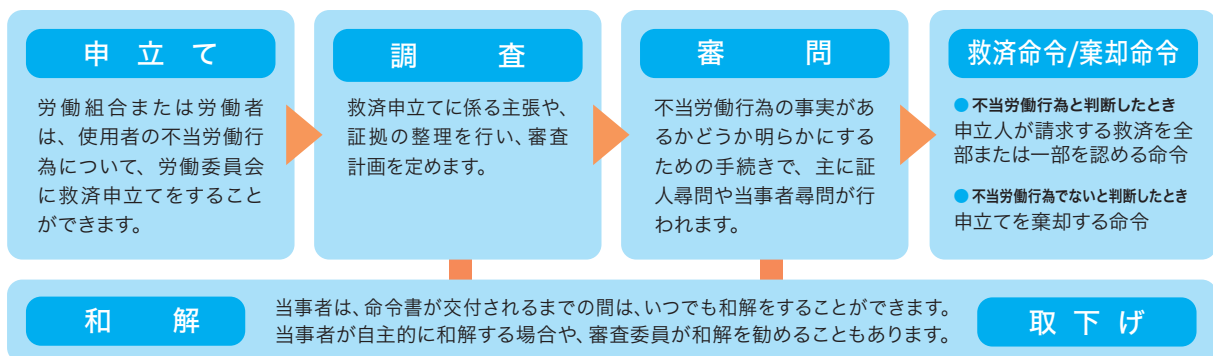 申立て
労働組合または労働者
は、使用者の不当労働行
為について、労働委員会
に救済申立てをすること
ができます。
調査
救済申立てに係る主張や、
証拠の整理を行い、審査
計画を定めます。
審問
不当労働行為の事実があ
るかどうか明らかにする
ための手続きで、主に証
人尋問や当事者尋問が行
われます。
救済命令/棄却命令
●不当労働行為と判断したとき
申立人が請求する救済を全
部または一部を認める命令
●不当労働行為でないと判断したとき
申立てを棄却する命令
和解
当事者は、命令書が交付されるまでの間は、いつでも和解をすることができます。
当事者が自主的に和解する場合や、審査委員が和解を勧めることもあります。
取下げ